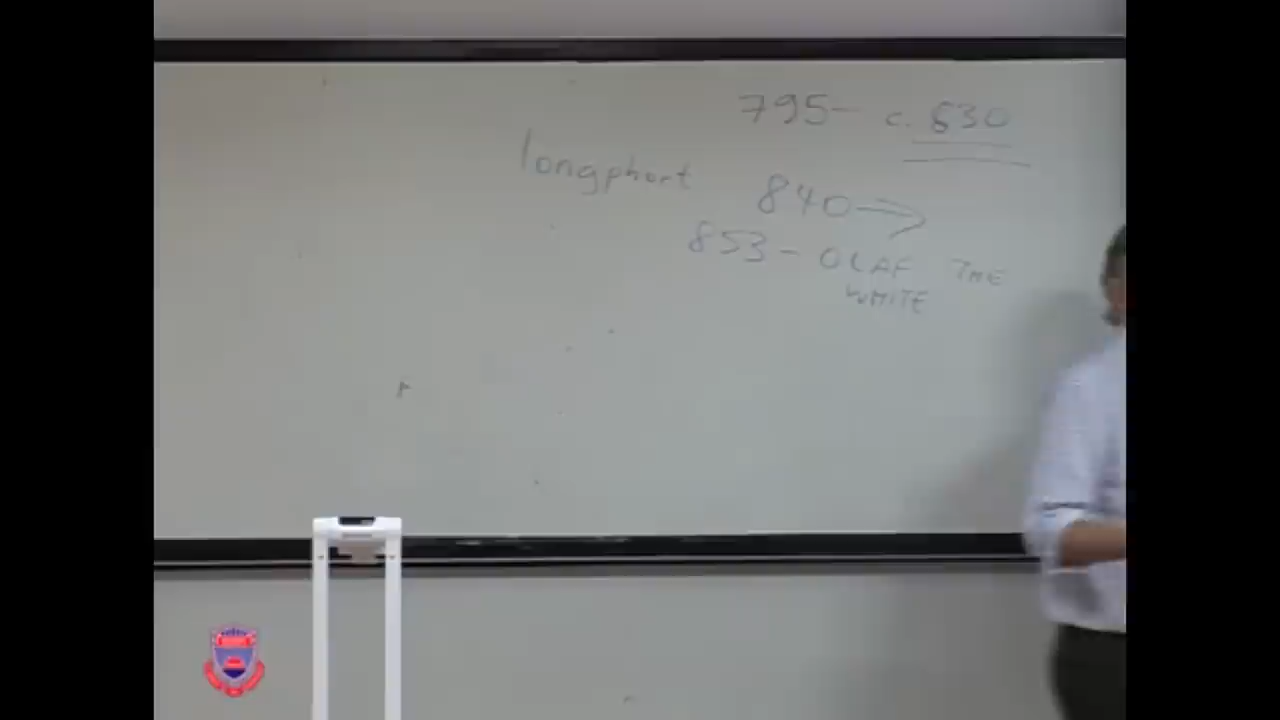 795- c. 830
longphort 840 →
853 - OLAF THE
WHITE